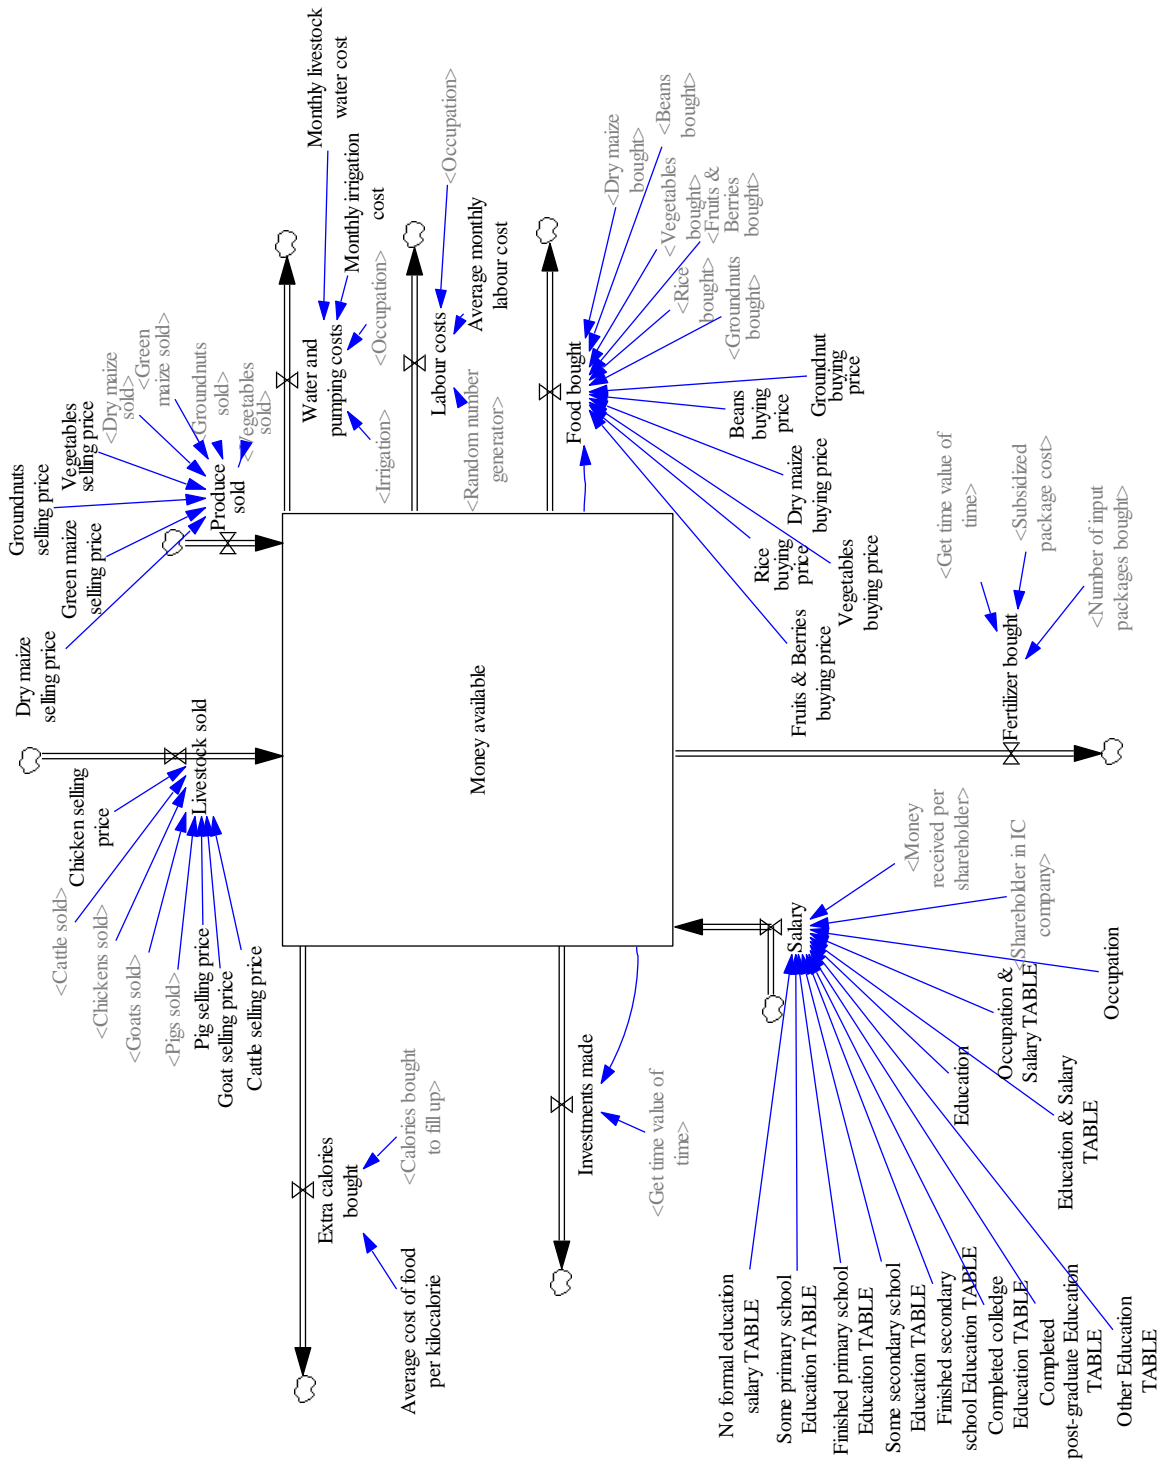 Dry maize
selling price
Groundnuts
selling price
Green maize
selling price
Vegetables
selling price
<Dry maize
sold>
<Green
maize sold>
<Groundnuts
sold>
<Vegetables
sold>
Produce
sold
Monthly livestock
water cost
Monthly irrigation
cost
Water and
pumping costs
<Occupation>
<Irrigation>
<Occupation>
Labour costs
Average monthly
labour cost
<Random number
generator>
<Dry maize
bought>
<Beans
bought>
<Vegetables
bought>
<Fruits &
Berries
bought>
<Rice
bought>
<Groundnuts
bought>
Food bought
Groundnut
buying
price
Beans
buying
price
Dry maize
buying price
Rice
buying
price
Vegetables
buying price
Fruits & Berries
buying price
Chicken selling
price
Livestock sold
<Cattle sold>
<Chickens sold>
<Goats sold>
<Pigs sold>
Pig selling price
Goat selling price
Cattle selling price
Money available
<Get time value of
time>
<Subsidized
package cost>
<Number of input
packages bought>
Fertilizer bought
<Money
received per
shareholder>
<Shareholder in IC
company>
Salary
Occupation
Occupation &
Salary TABLE
Education
Education & Salary
TABLE
Extra calories
bought
<Calories bought
to fill up>
Average cost of food
per kilocalorie
Investments made
<Get time value of
time>
No formal education
salary TABLE
Some primary school
Education TABLE
Finished primary school
Education TABLE
Some secondary school
Education TABLE
Finished secondary
school Education TABLE
Completed colledge
Education TABLE
Completed
post-graduate Education
TABLE
Other Education
TABLE